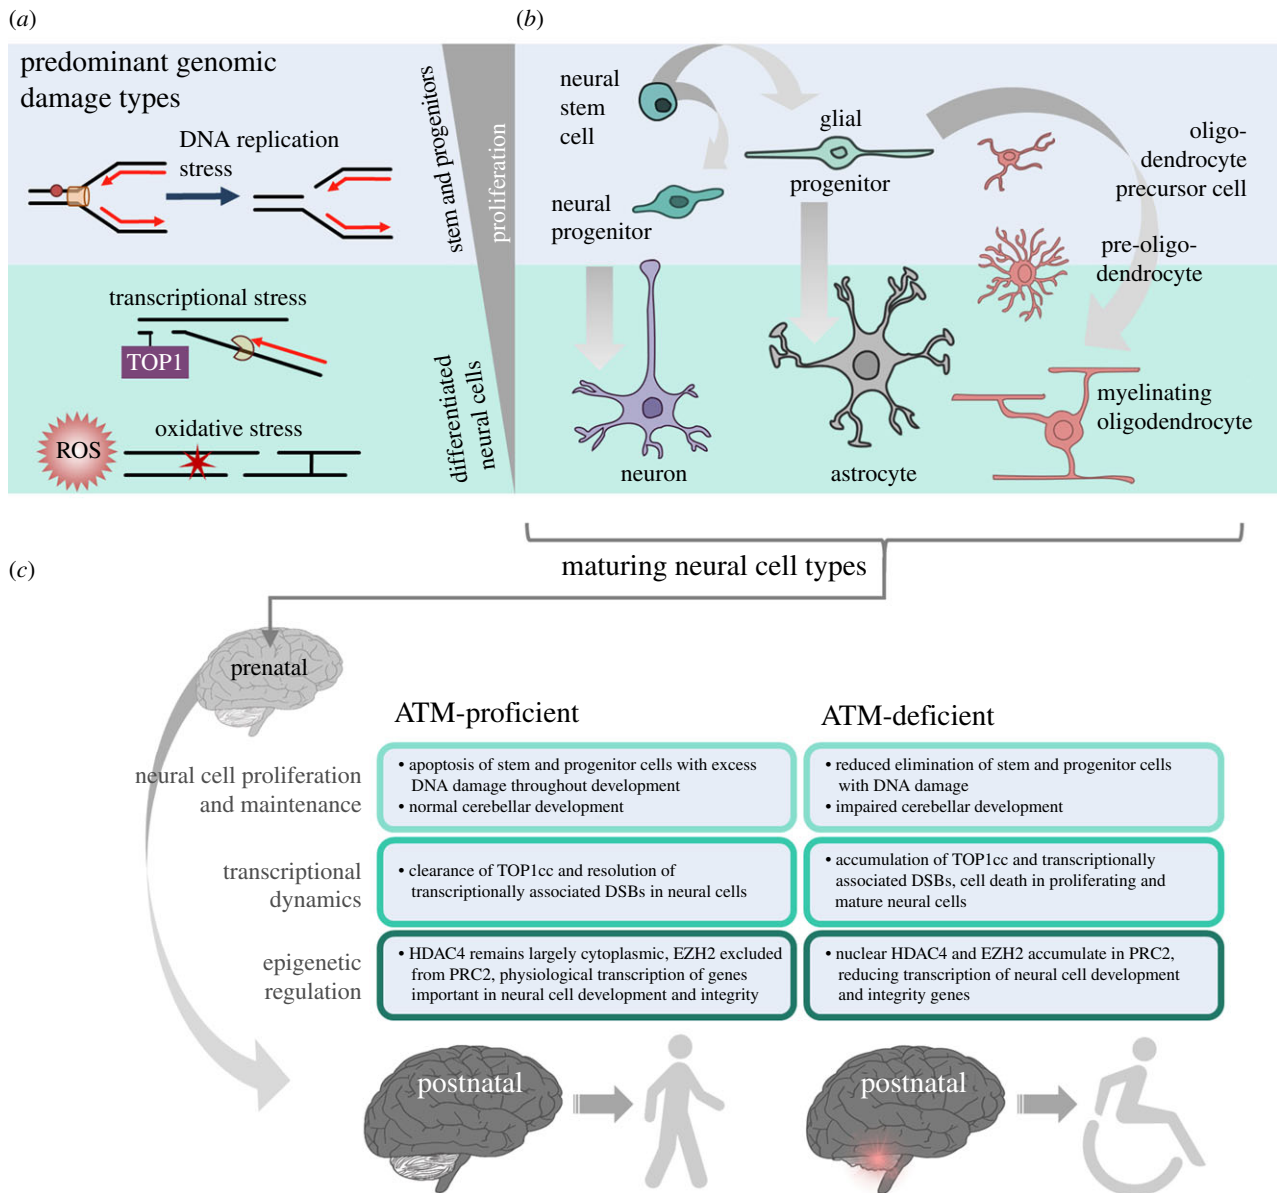 (a)
predominant genomic
damage types
DNA replication
stress
transcriptional stress
TOP1
ROS
oxidative stress
stem and progenitors
proliferation
differentiated
neural cells
(b)
neural
stem
cell
neural
progenitor
glial
progenitor
oligo-
dendrocyte
precursor cell
pre-oligo-
dendrocyte
neuron
astrocyte
myelinating
oligodendrocyte
maturing neural cell types
(c)
prenatal
ATM-proficient
ATM-deficient
neural cell proliferation
and maintenance
• apoptosis of stem and progenitor cells with excess
DNA damage throughout development
• normal cerebellar development
• reduced elimination of stem and progenitor cells
with DNA damage
• impaired cerebellar development
transcriptional
dynamics
• clearance of TOP1cc and resolution of
transcriptionally associated DSBs in neural cells
• accumulation of TOP1cc and transcriptionally
associated DSBs, cell death in proliferating and
mature neural cells
epigenetic
regulation
• HDAC4 remains largely cytoplasmic, EZH2 excluded
from PRC2, physiological transcription of genes
important in neural cell development and integrity
• nuclear HDAC4 and EZH2 accumulate in PRC2,
reducing transcription of neural cell development
and integrity genes
postnatal
postnatal